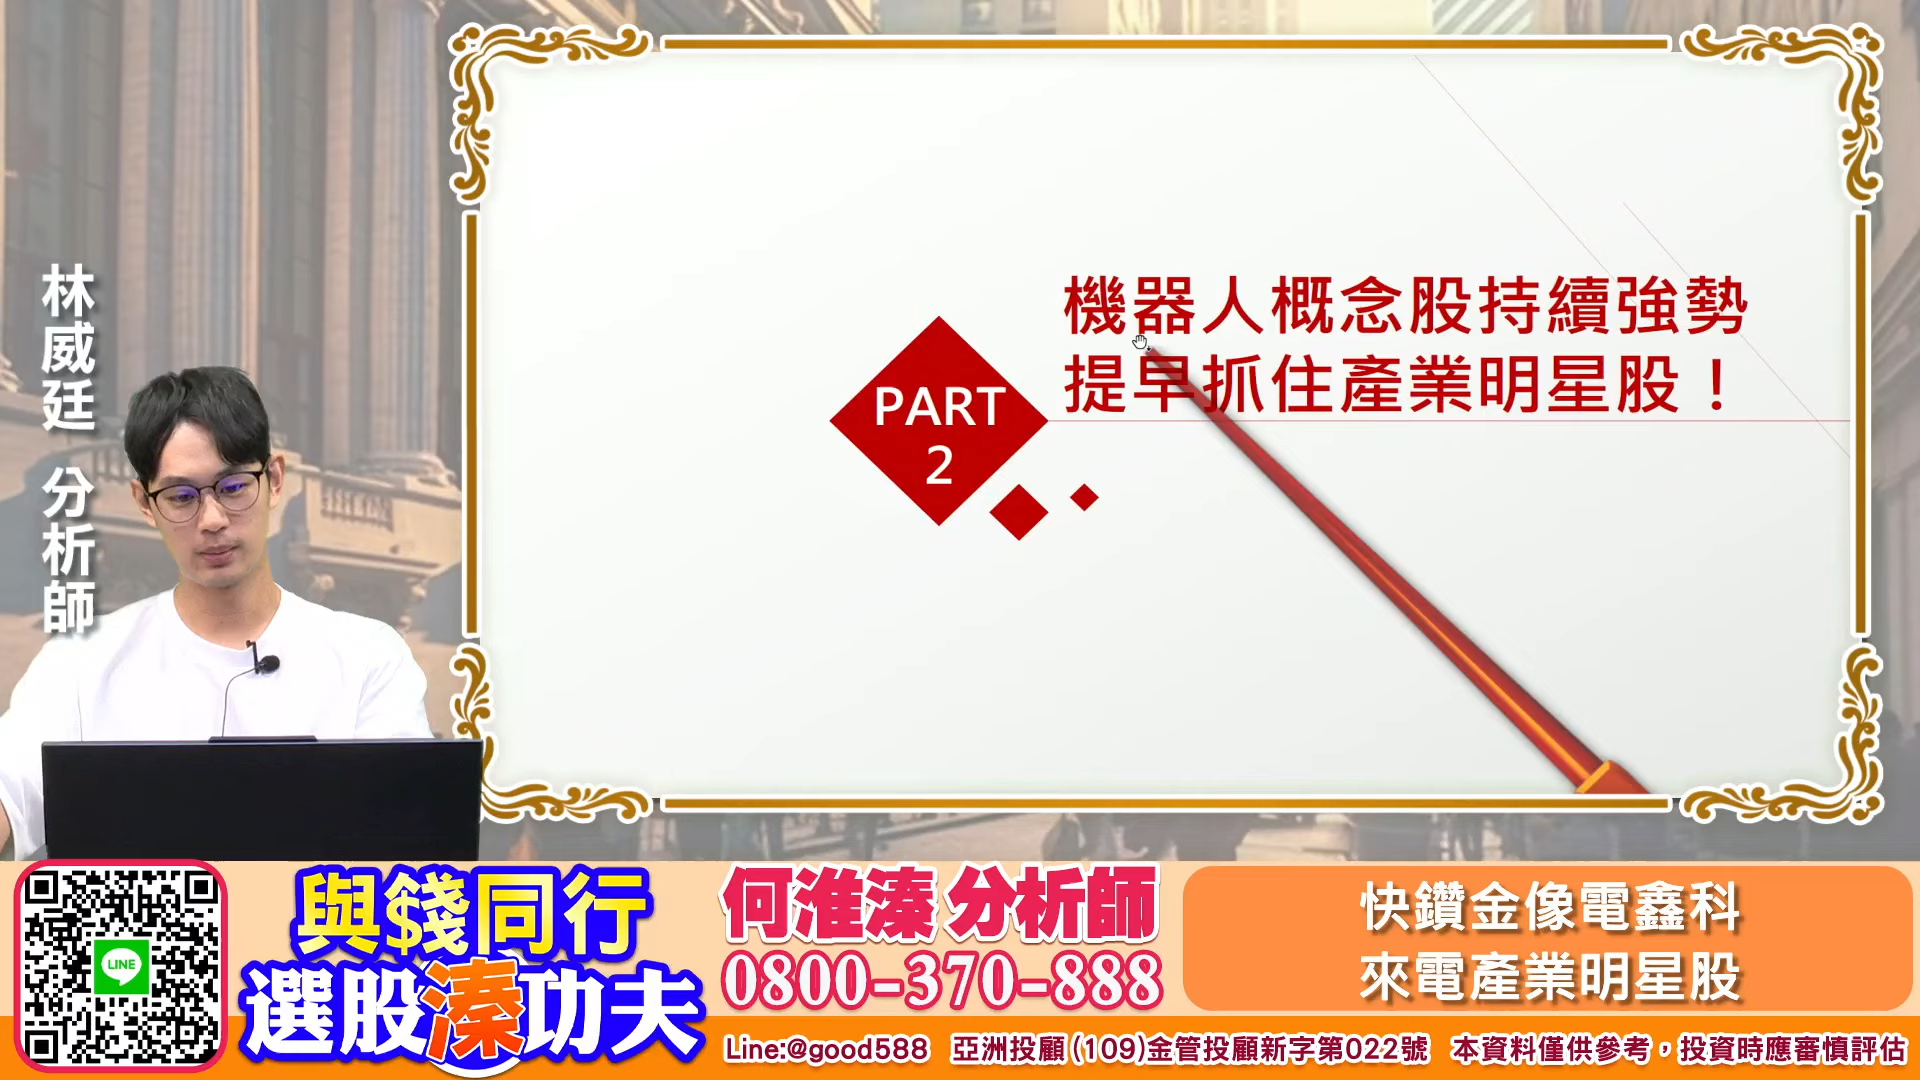 林威廷 分析師
PART
2
機器人概念股持續強勢
提早抓住產業明星股！
LINE
與錢同行
選股溱功夫
何淮溱 分析師
0800-370-888
快鑽金像電鑫科
來電產業明星股
Line:@good588 亞洲投顧 (109)金管投顧新字第022號 本資料僅供參考，投資時應審慎評估